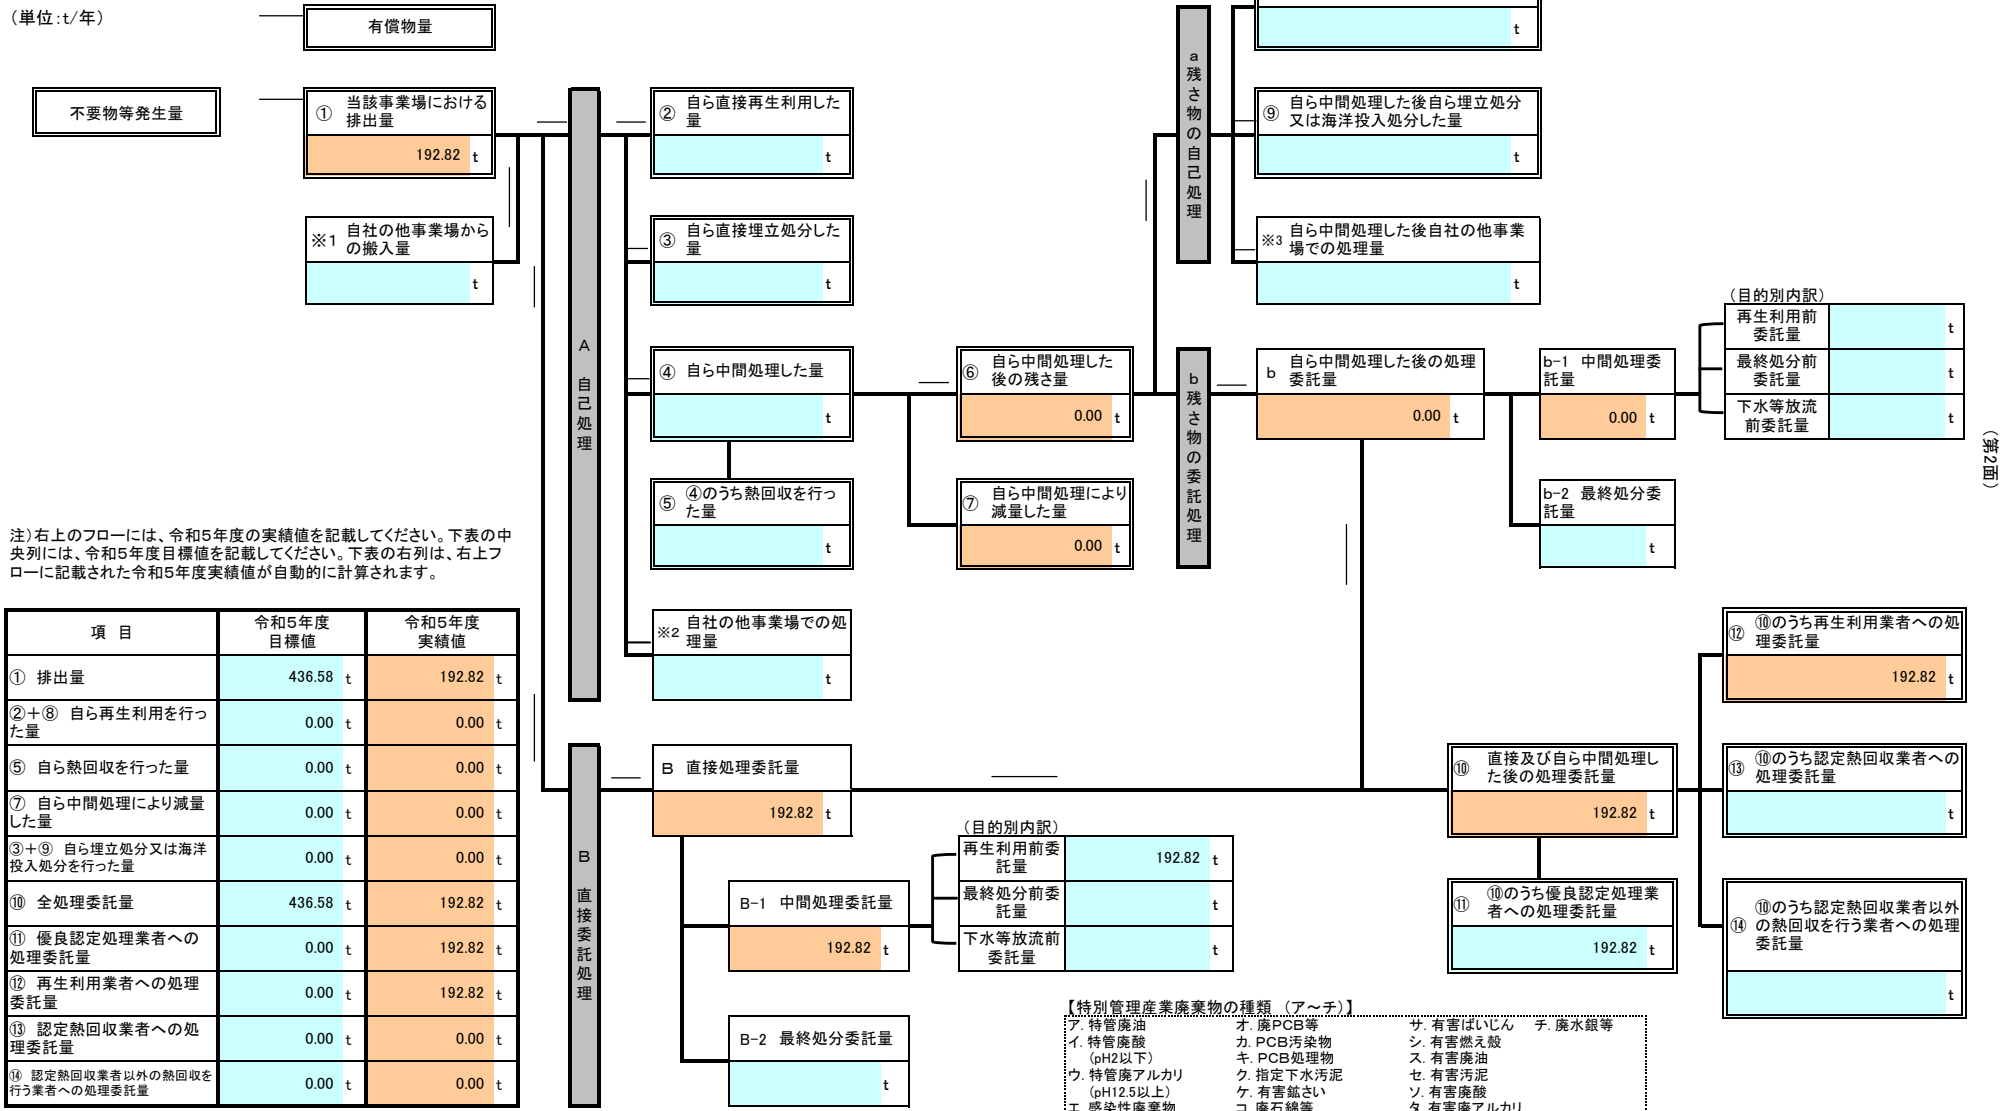 (単位:t/年)
有償物量
不要物等発生量
① 当該事業場における
排出量
192.82 t
※1 自社の他事業場から
の搬入量
t
A 自己処理
② 自ら直接再生利用した
量
t
③ 自ら直接埋立処分した
量
t
④ 自ら中間処理した量
t
⑤ ④のうち熱回収を行っ
た量
t
※2 自社の他事業場での処
理量
t
⑥ 自ら中間処理した
後の残さ量
0.00 t
⑦ 自ら中間処理により
減量した量
0.00 t
a 残さ物の自己処理
t
⑨ 自ら中間処理した後自ら埋立処分
又は海洋投入処分した量
t
※3 自ら中間処理した後自社の他事業
場での処理量
t
b 残さ物の委託処理
b 自ら中間処理した後の処理
委託量
0.00 t
b-1 中間処理委
託量
0.00 t
(目的別内訳)
再生利用前
委託量
t
最終処分前
委託量
t
下水等放流
前委託量
t
b-2 最終処分委
託量
t
(第2面)
注)右上のフローには、令和5年度の実績値を記載してください。下表の中
央列には、令和5年度目標値を記載してください。下表の右列は、右上フ
ローに記載された令和5年度実績値が自動的に計算されます。
項 目 令和5年度
目標値 令和5年度
実績値
① 排出量 436.58 t 192.82 t
②+⑧ 自ら再生利用を行っ
た量 0.00 t 0.00 t
⑤ 自ら熱回収を行った量 0.00 t 0.00 t
⑦ 自ら中間処理により減量
した量 0.00 t 0.00 t
③+⑨ 自ら埋立処分又は海洋
投入処分を行った量 0.00 t 0.00 t
⑩ 全処理委託量 436.58 t 192.82 t
⑪ 優良認定処理業者への
処理委託量 0.00 t 192.82 t
⑫ 再生利用業者への処理
委託量 0.00 t 192.82 t
⑬ 認定熱回収業者への処
理委託量 0.00 t 0.00 t
⑭ 認定熱回収業者以外の熱回収を
行う業者への処理委託量 0.00 t 0.00 t
B 直接委託処理
B 直接処理委託量
192.82 t
B-1 中間処理委託量
192.82 t
B-2 最終処分委託量
t
(目的別内訳)
再生利用前委
託量
192.82 t
最終処分前委
託量
t
下水等放流前
委託量
t
⑩ 直接及び自ら中間処理し
た後の処理委託量
192.82 t
⑪ ⑩のうち優良認定処理業
者への処理委託量
192.82 t
⑫ ⑩のうち再生利用業者への処
理委託量
192.82 t
⑬ ⑩のうち認定熱回収業者への
処理委託量
t
⑭ ⑩のうち認定熱回収業者以外
の熱回収を行う業者への処理
委託量
t
【特別管理産業廃棄物の種類 (ア~チ)】
ア. 特管廃油 オ. 廃PCB等 サ. 有害ばいじん チ. 廃水銀等
イ. 特管廃酸 カ. PCB汚染物 シ. 有害燃え殻
(pH2以下) キ. PCB処理物 ス. 有害廃油
ウ. 特管廃アルカリ ク. 指定下水汚泥 セ. 有害汚泥
(pH12.5以上) ケ. 有害鉱さい ソ. 有害廃酸
エ. 感染性廃棄物 コ. 廃石綿等 タ. 有害廃アルカリ